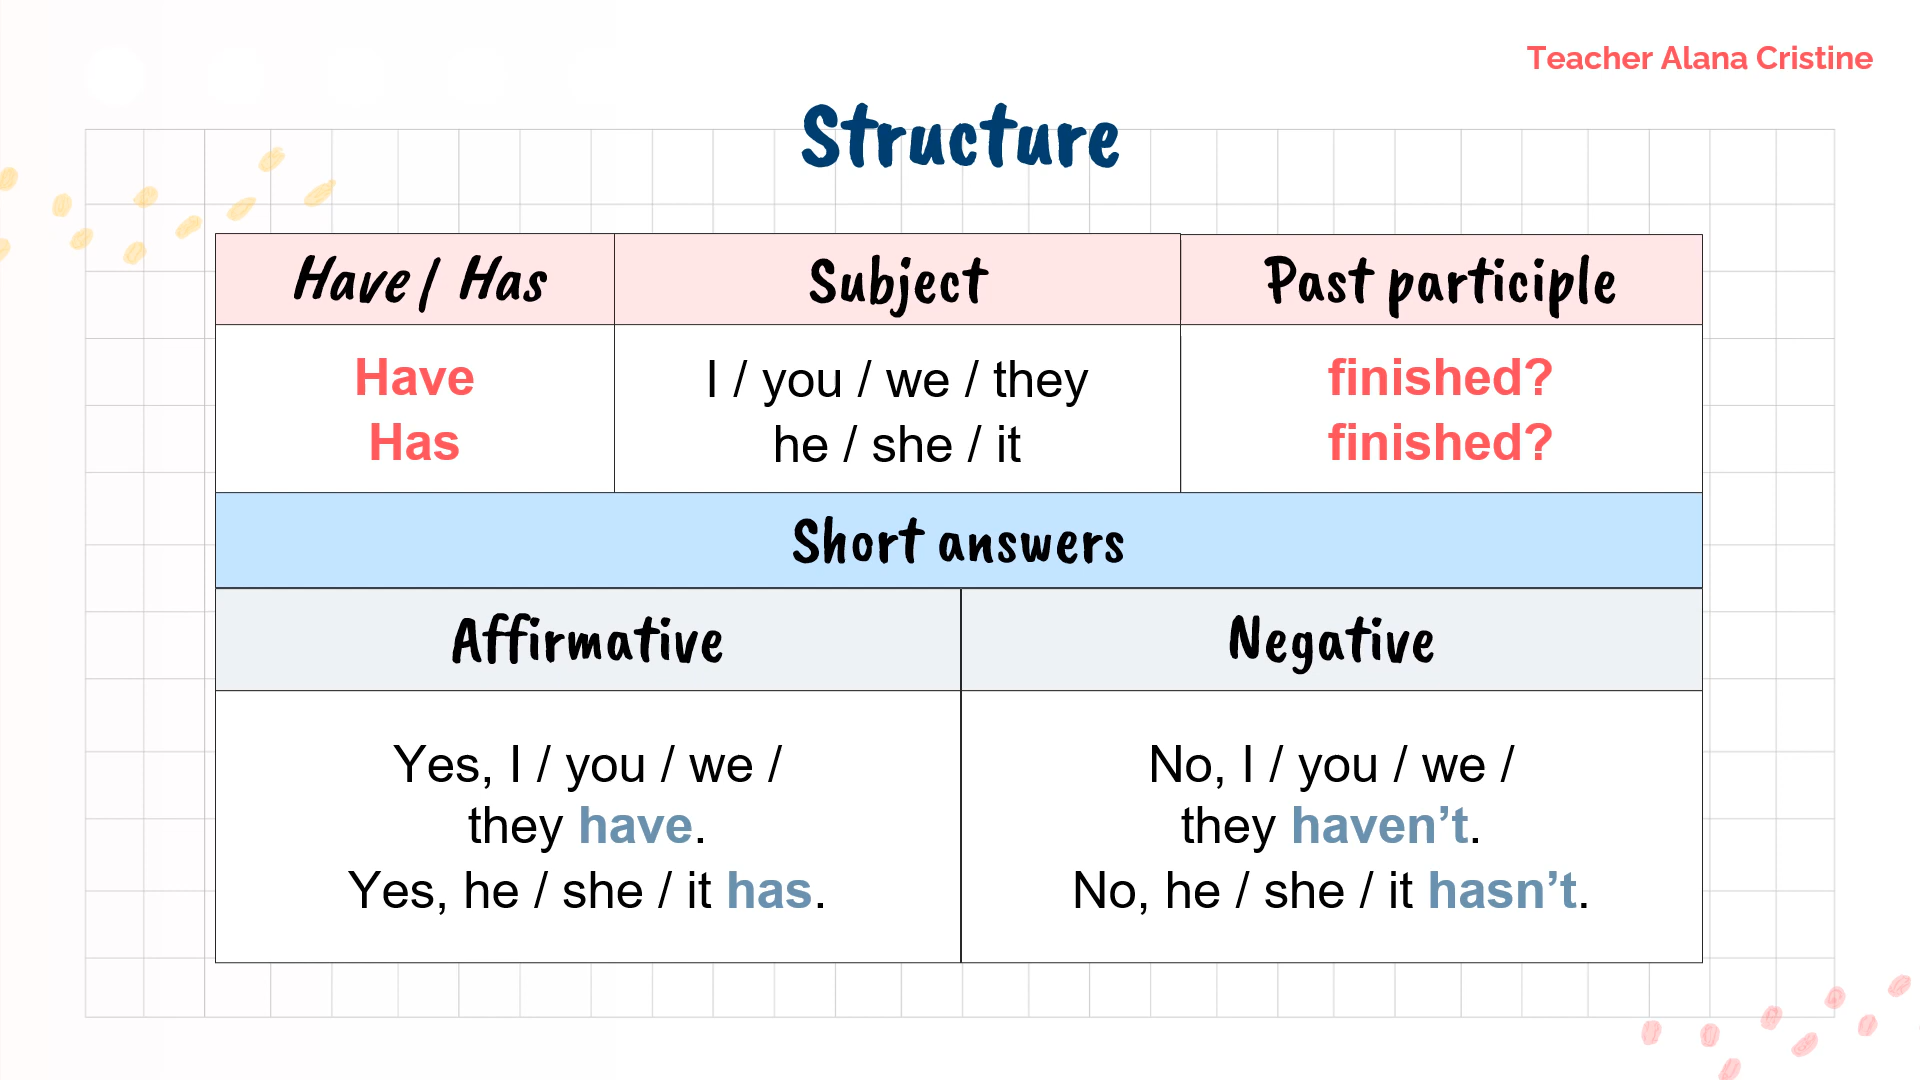 Teacher Alana Cristine
Structure
Have / Has
Subject
Past participle
Have
Has
I / you / we / they
he / she / it
finished?
finished?
Short answers
Affirmative
Negative
Yes, I / you / we /
they have.
Yes, he / she / it has.
No, I / you / we /
they haven’t.
No, he / she / it hasn’t.